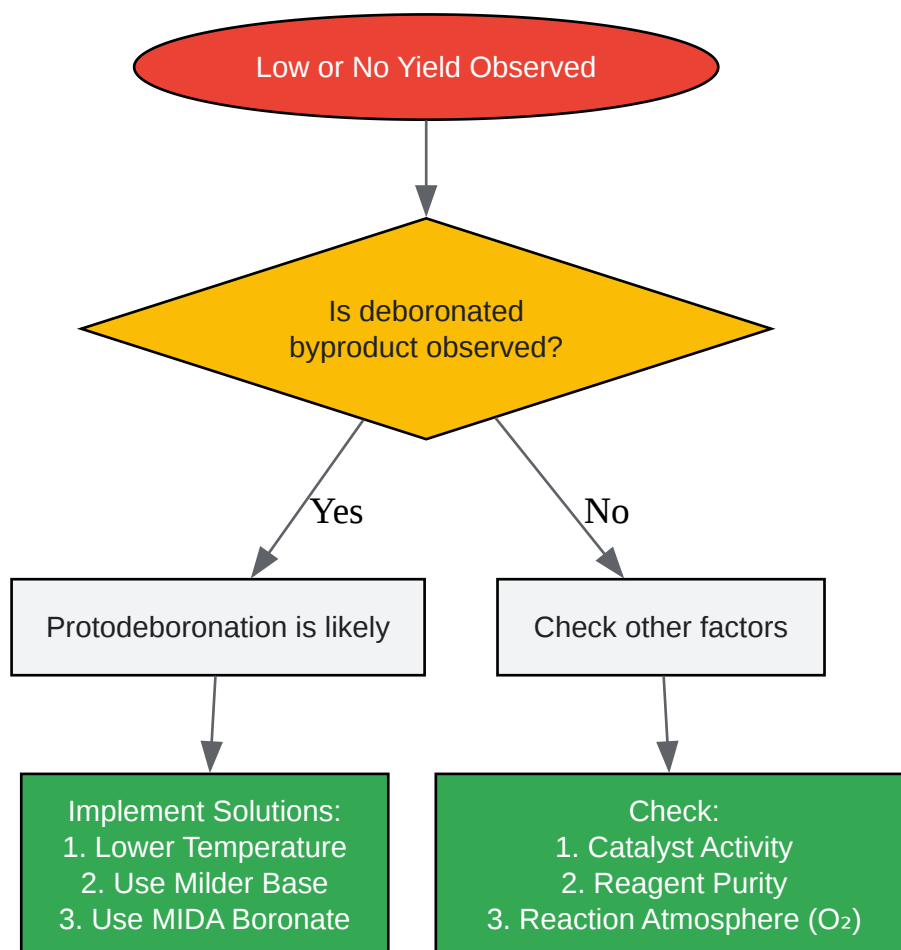 Low or No Yield Observed
Is deboronated
byproduct observed?
Yes
No
Protodeboronation is likely
Check other factors
Implement Solutions:
1. Lower Temperature
2. Use Milder Base
3. Use MIDA Boronate
Check:
1. Catalyst Activity
2. Reagent Purity
3. Reaction Atmosphere (O₂)